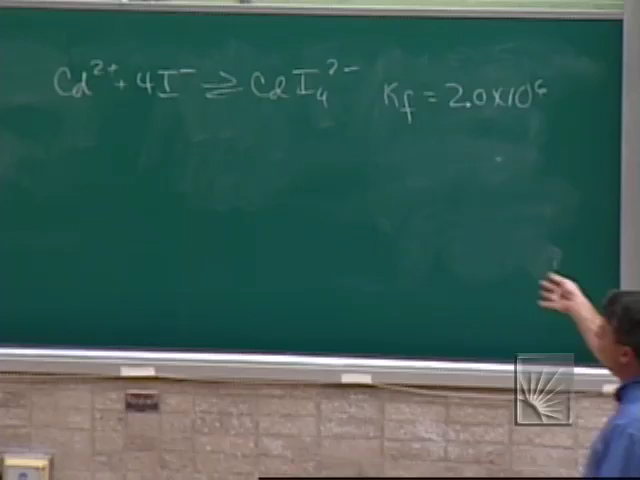 Cd²⁺ + 4I⁻ ⇌ CdI₄²⁻ Kf = 2.0×10⁶